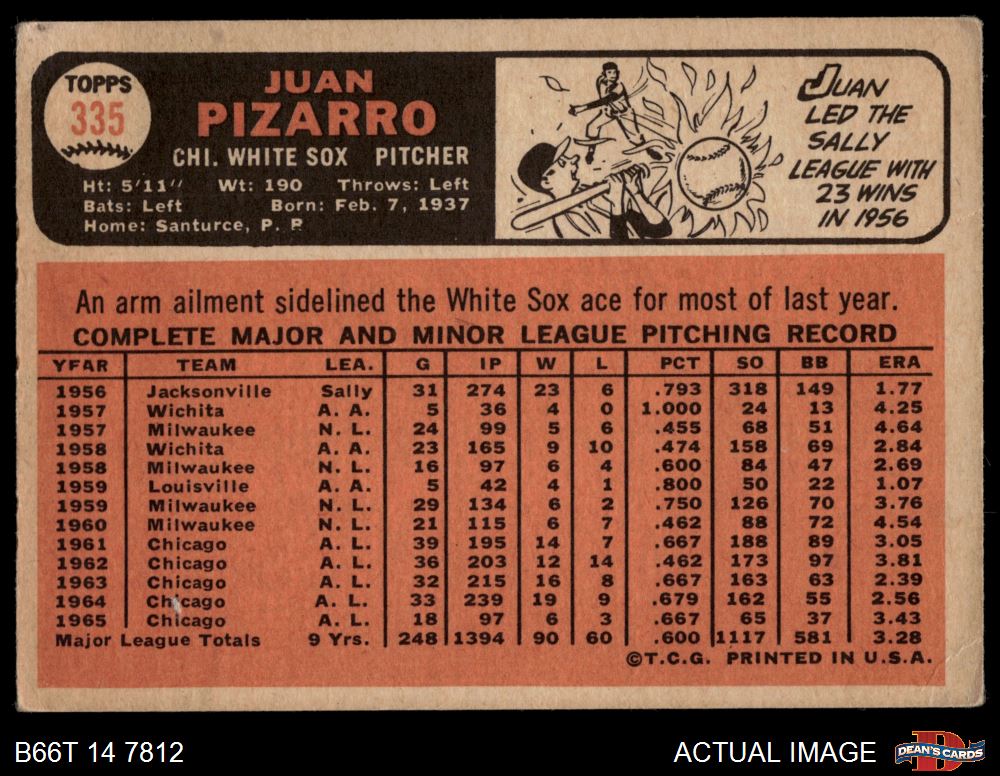 TOPPS
335
JUAN
PIZARRO
CHI. WHITE SOX PITCHER
Ht: 5'11" Wt: 190 Throws: Left
Bats: Left Born: Feb. 7, 1937
Home: Santurce, P. R
JUAN
LED THE
SALLY
LEAGUE WITH
23 WINS
IN 1956
An arm ailment sidelined the White Sox ace for most of last year.
COMPLETE MAJOR AND MINOR LEAGUE PITCHING RECORD
YEAR TEAM LEA. G IP W L PCT SO BB ERA
1956 Jacksonville Sally 31 274 23 6 .793 318 149 1.77
1957 Wichita A. A. 5 36 4 0 1.000 24 13 4.25
1957 Milwaukee N. L. 24 99 5 6 .455 68 51 4.64
1958 Wichita A. A. 23 165 9 10 .474 158 69 2.84
1958 Milwaukee N. L. 16 97 6 4 .600 84 47 2.69
1959 Louisville A. A. 5 42 4 1 .800 50 22 1.07
1959 Milwaukee N. L. 29 134 6 2 .750 126 70 3.76
1960 Milwaukee N. L. 21 115 6 7 .462 88 72 4.54
1961 Chicago A. L. 39 195 14 7 .667 188 89 3.05
1962 Chicago A. L. 36 203 12 14 .462 173 97 3.81
1963 Chicago A. L. 32 215 16 8 .667 163 63 2.39
1964 Chicago A. L. 33 239 19 9 .679 162 55 2.56
1965 Chicago A. L. 18 97 6 3 .667 65 37 3.43
Major League Totals 9 Yrs. 248 1394 90 60 .600 1117 581 3.28
©T.C.G. PRINTED IN U.S.A.
B66T 14 7812
ACTUAL IMAGE
D
DEAN'S CARDS